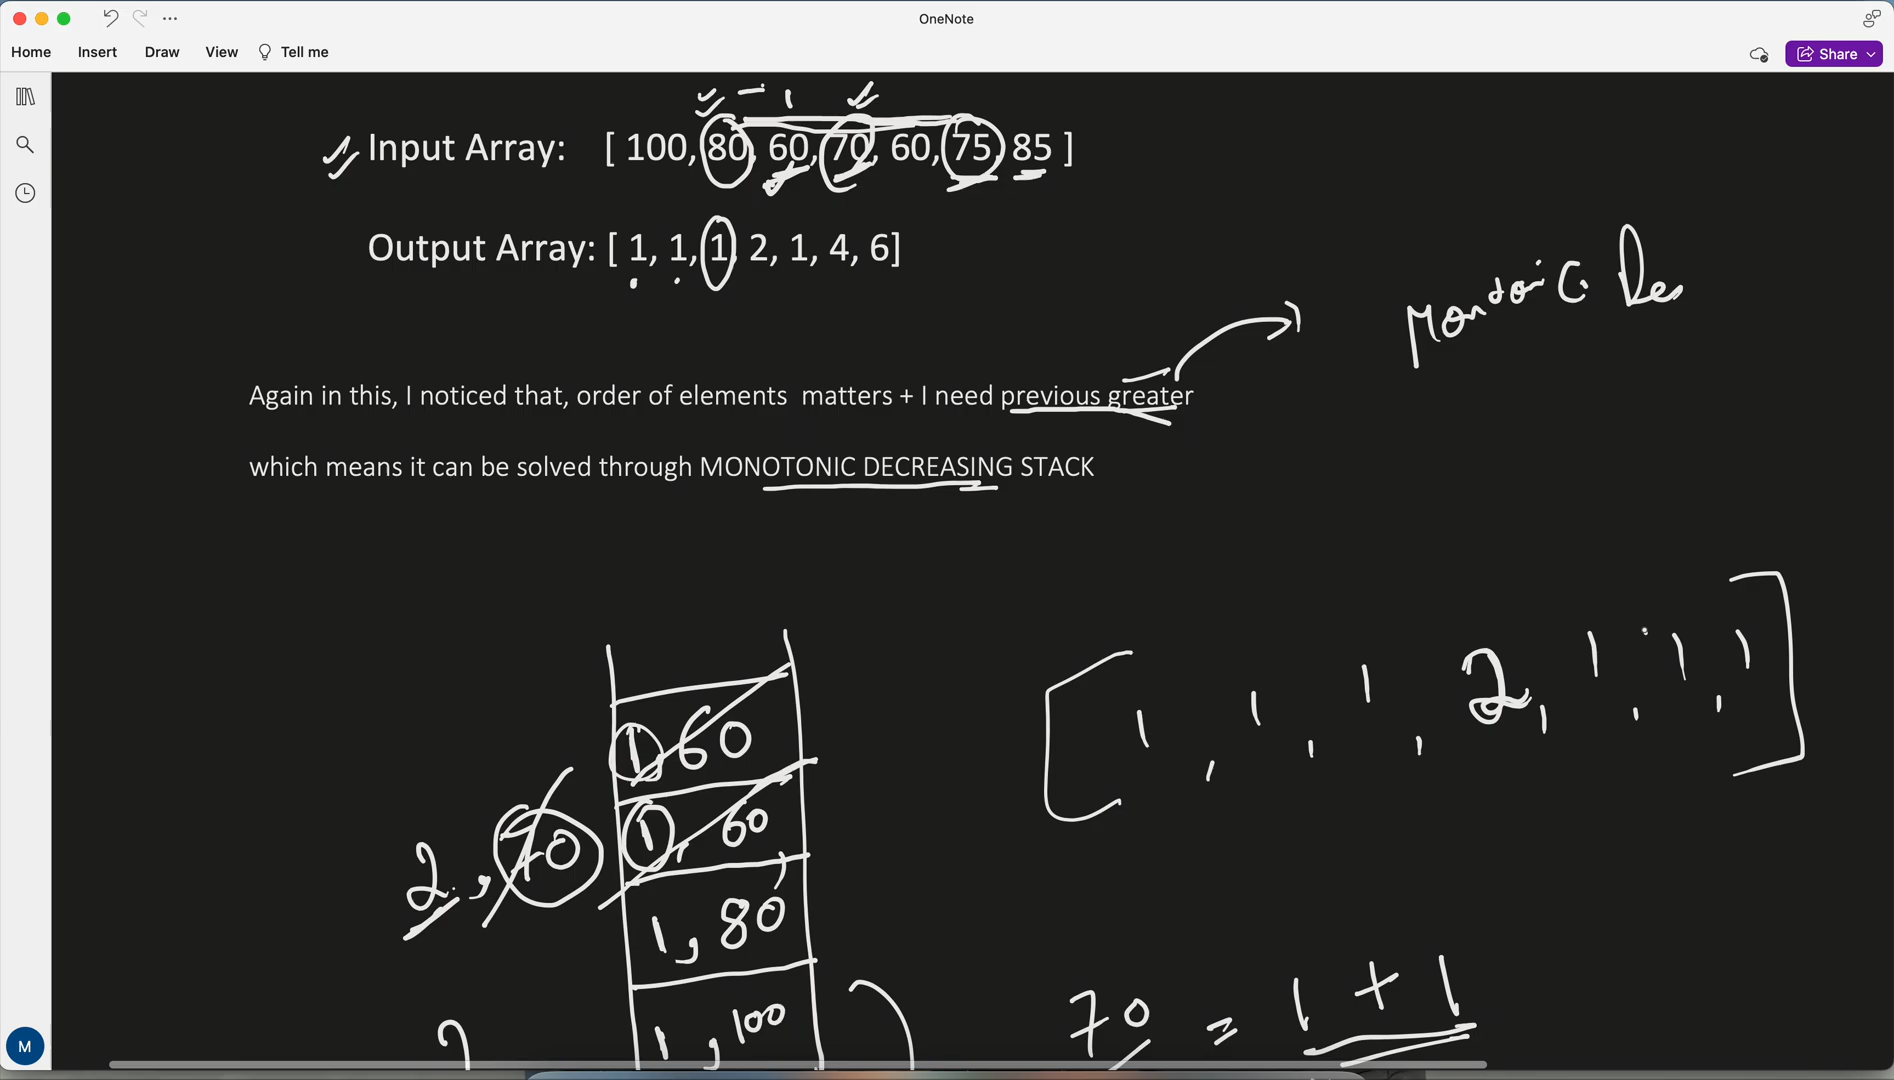 OneNote
Home Insert Draw View Tell me Share
Input Array: [ 100, 80, 60, 70, 60, 75, 85 ]
Output Array: [ 1, 1, 1, 2, 1, 4, 6]
Monotonic Dec
Again in this, I noticed that, order of elements matters + I need previous greater
which means it can be solved through MONOTONIC DECREASING STACK
[ 1, 1, 1, 2, 1, 1, 1 ]
1 60
2, 70 1, 60
1, 80
1, 100
70 = 1 + 1
M